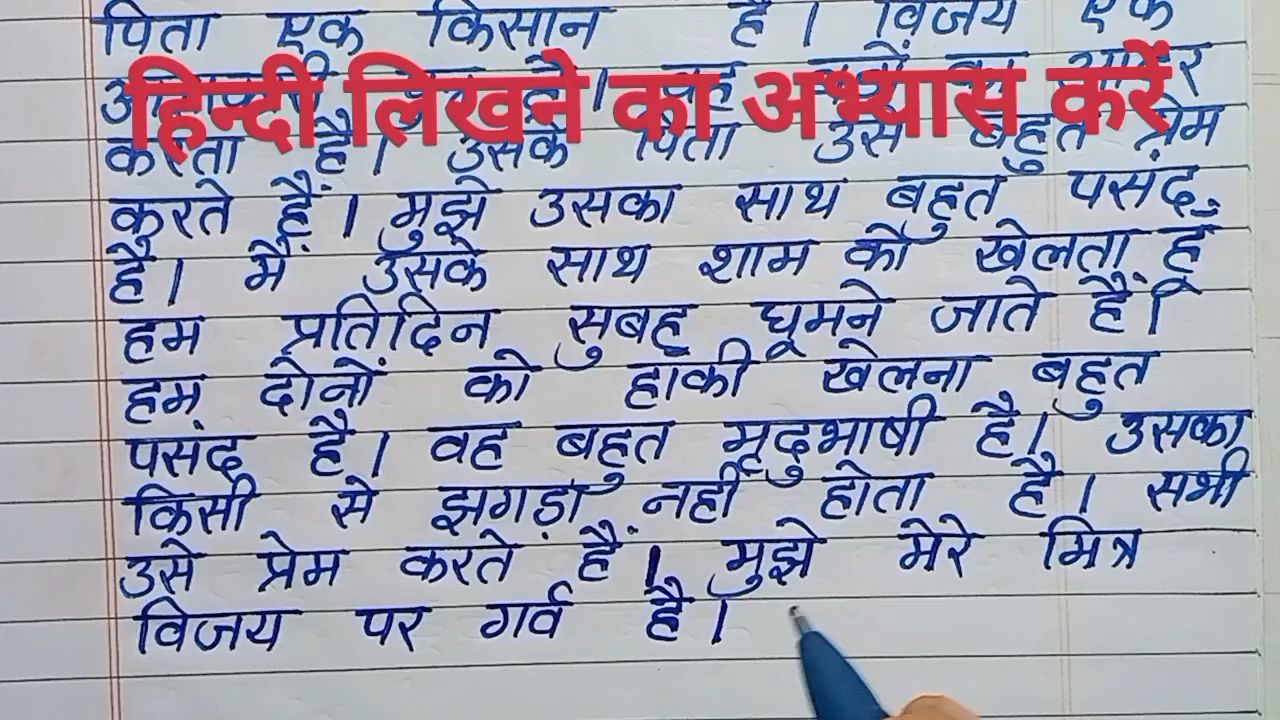 पिता एक किसान है। विजय एक
हिन्दी लिखने का अभ्यास करें
करता है। उसके पिता उसे बहुत प्रेम
करते हैं। मुझे उसका साथ बहुत पसंद
है। मैं उसके साथ शाम को खेलता हूँ
हम प्रतिदिन सुबह घूमने जाते हैं।
हम दोनों को हॉकी खेलना बहुत
पसंद है। वह बहुत मृदुभाषी है। उसका
किसी से झगड़ा नहीं होता है। सभी
उसे प्रेम करते हैं। मुझे मेरे मित्र
विजय पर गर्व है।